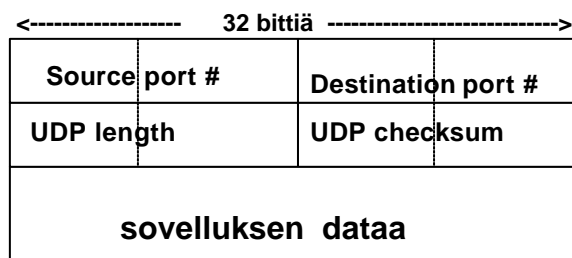 <------------------- 32 bittiä ----------------------------->
Source port # Destination port #
UDP length UDP checksum
sovelluksen dataa